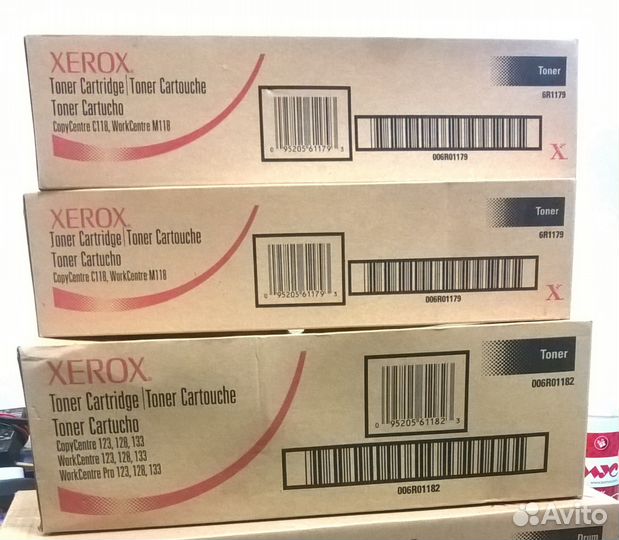 XEROX®
Toner Cartridge | Toner Cartouche
Toner Cartucho
CopyCentre C118, WorkCentre M118
0 95205 61179 3
006R01179
Toner
6R1179
X
XEROX®
Toner Cartridge | Toner Cartouche
Toner Cartucho
CopyCentre C118, WorkCentre M118
0 95205 61179 3
006R01179
Toner
6R1179
X
XEROX®
Toner Cartridge | Toner Cartouche
Toner Cartucho
CopyCentre 123, 128, 133
WorkCentre 123, 128, 133
WorkCentre Pro 123, 128, 133
0 95205 61182 3
006R01182
Toner
006R01182
МУС
Drum
Avito